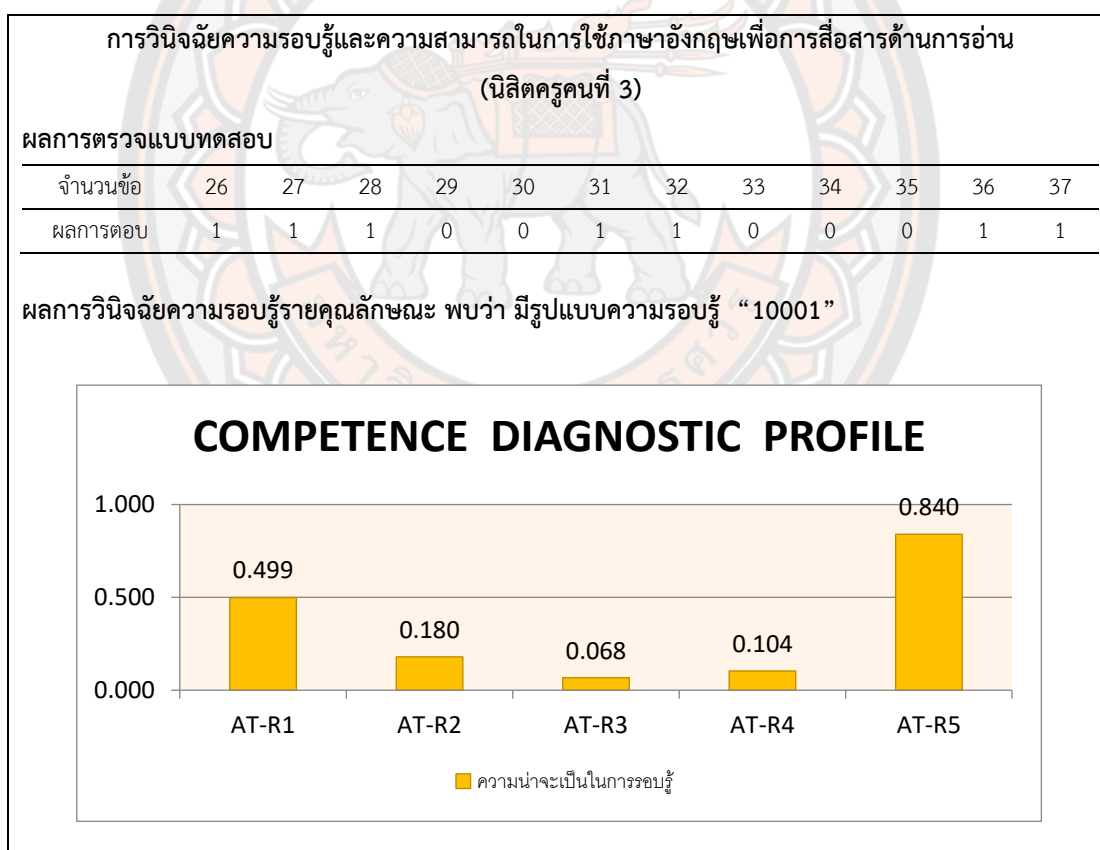 การวินิจฉัยความรอบรู้และความสามารถในการใช้ภาษาอังกฤษเพื่อการสื่อสารด้านการอ่าน
(นิสิตครูคนที่ 3)
ผลการตรวจแบบทดสอบ
จำนวนข้อ 26 27 28 29 30 31 32 33 34 35 36 37
ผลการตอบ 1 1 1 0 0 1 1 0 0 0 1 1
ผลการวินิจฉัยความรอบรู้รายคุณลักษณะ พบว่า มีรูปแบบความรอบรู้ “10001”
COMPETENCE DIAGNOSTIC PROFILE
1.000
0.500
0.000
0.499
0.180
0.068
0.104
0.840
AT-R1 AT-R2 AT-R3 AT-R4 AT-R5
ความน่าจะเป็นในการรอบรู้